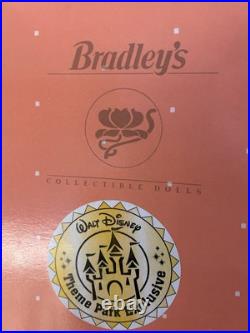 Bradley's
COLLECTIBLE DOLLS
WALT DISNEY
Theme Park Exclusive